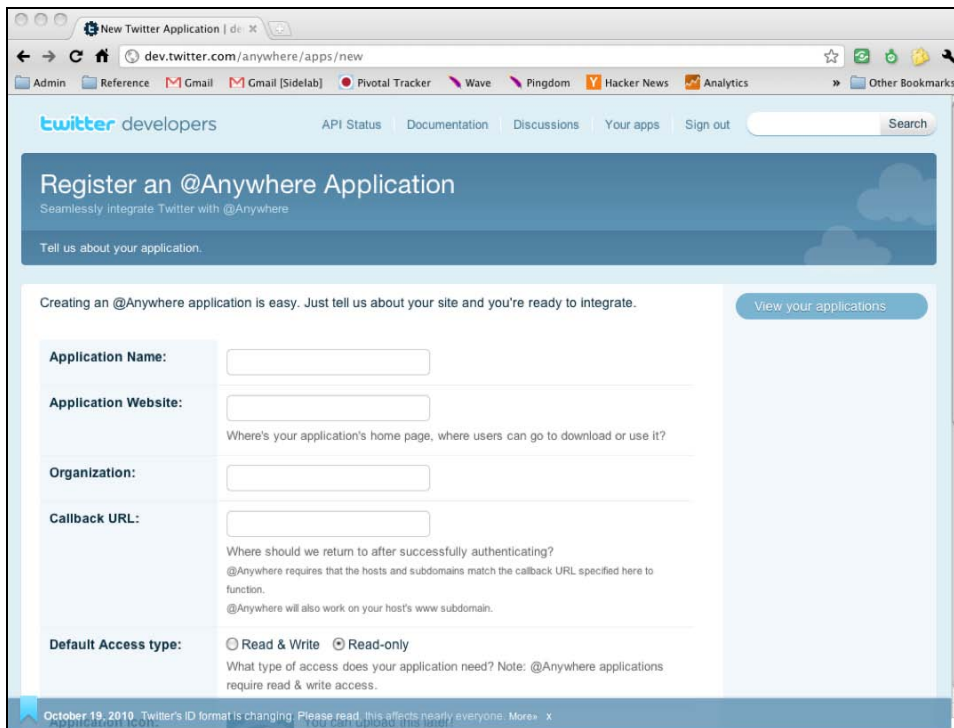 New Twitter Application | de
dev.twitter.com/anywhere/apps/new
Admin Reference Gmail Gmail [Sidelab] Pivotal Tracker Wave Pingdom Hacker News Analytics » Other Bookmarks
twitter developers API Status Documentation Discussions Your apps Sign out Search
Register an @Anywhere Application
Seamlessly integrate Twitter with @Anywhere
Tell us about your application.
Creating an @Anywhere application is easy. Just tell us about your site and you're ready to integrate.
View your applications
Application Name:
Application Website:
Where's your application's home page, where users can go to download or use it?
Organization:
Callback URL:
Where should we return to after successfully authenticating?
@Anywhere requires that the hosts and subdomains match the callback URL specified here to
function.
@Anywhere will also work on your host's www subdomain.
Default Access type: Read & Write Read-only
What type of access does your application need? Note: @Anywhere applications
require read & write access.
October 19, 2010 Twitter's ID format is changing. Please read, this affects nearly everyone. More» x
Application Icon: You can upload this later!